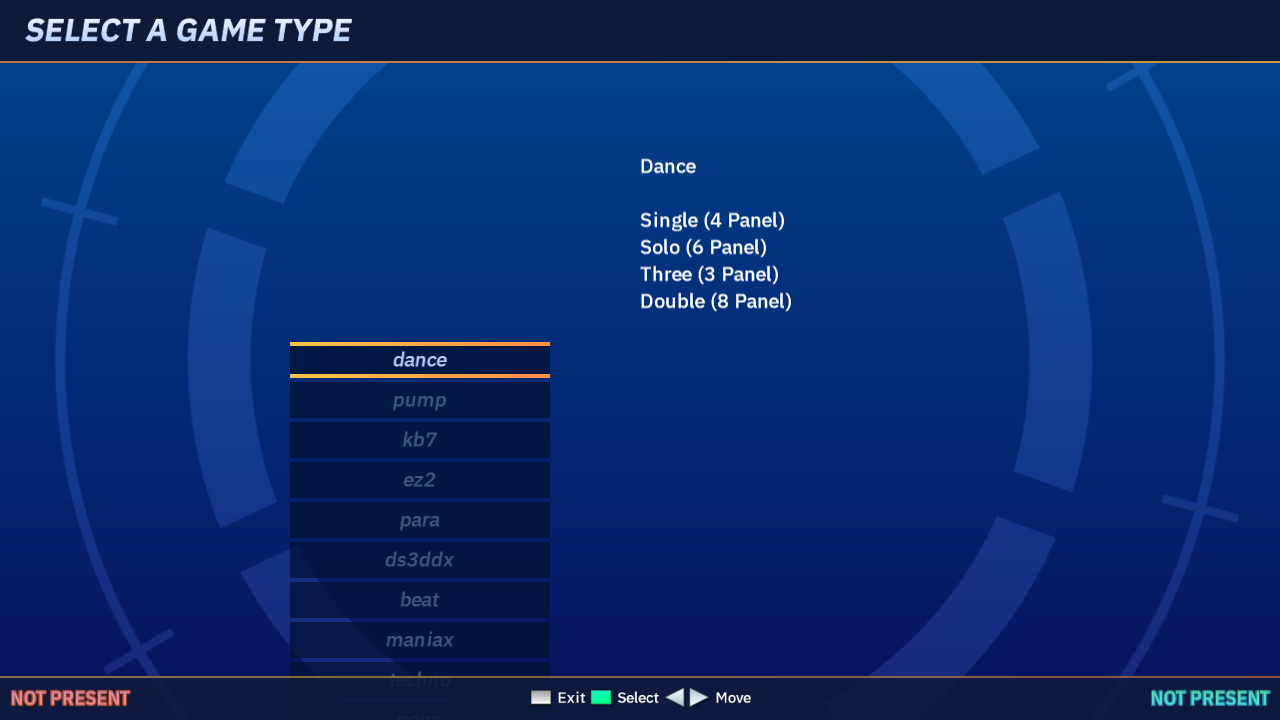 SELECT A GAME TYPE
Dance
Single (4 Panel)
Solo (6 Panel)
Three (3 Panel)
Double (8 Panel)
dance
pump
kb7
ez2
para
ds3ddx
beat
maniax
techno
NOT PRESENT
Exit Select Move
NOT PRESENT